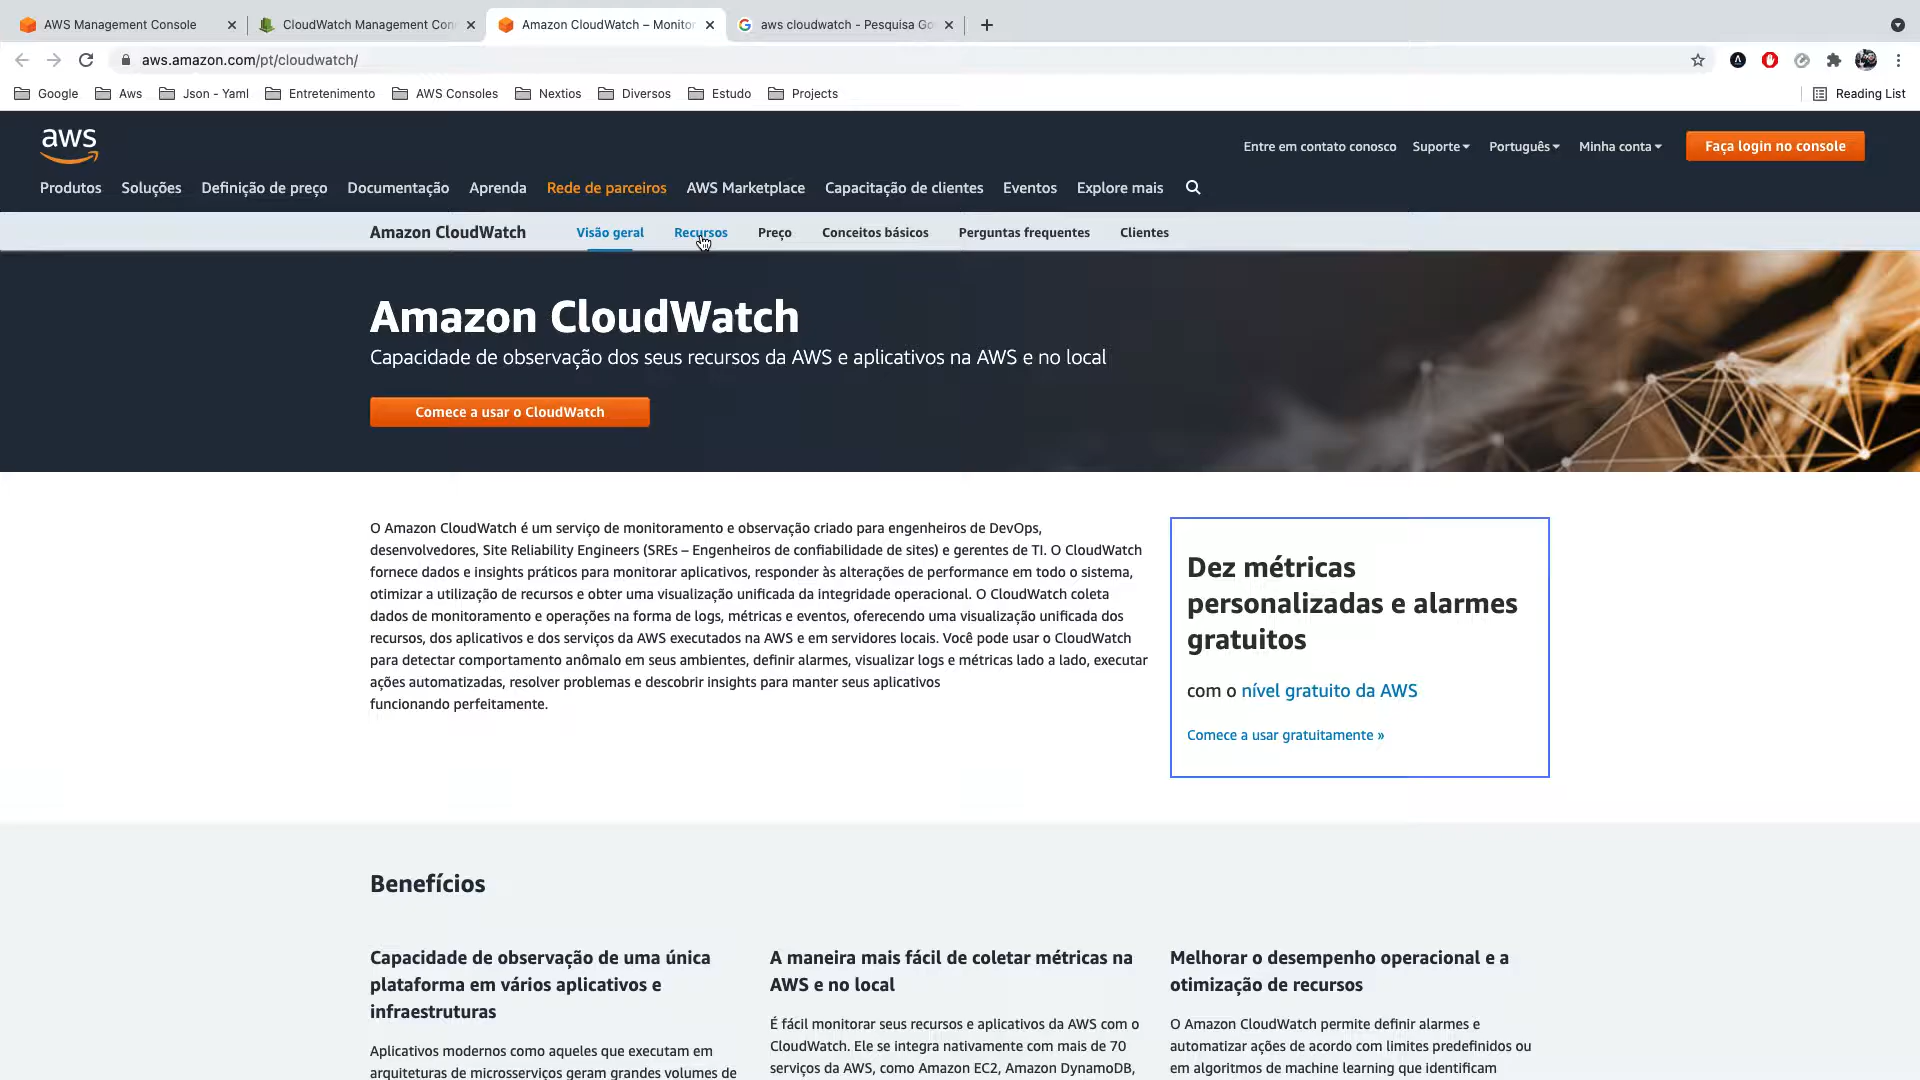 AWS Management Console
CloudWatch Management Con
Amazon CloudWatch – Monitor
aws cloudwatch - Pesquisa Go
aws.amazon.com/pt/cloudwatch/
Google Aws Json - Yaml Entretenimento AWS Consoles Nextios Diversos Estudo Projects Reading List
aws
Entre em contato conosco Suporte Português Minha conta Faça login no console
Produtos Soluções Definição de preço Documentação Aprenda Rede de parceiros AWS Marketplace Capacitação de clientes Eventos Explore mais
Amazon CloudWatch Visão geral Recursos Preço Conceitos básicos Perguntas frequentes Clientes
Amazon CloudWatch
Capacidade de observação dos seus recursos da AWS e aplicativos na AWS e no local
Comece a usar o CloudWatch
O Amazon CloudWatch é um serviço de monitoramento e observação criado para engenheiros de DevOps,
desenvolvedores, Site Reliability Engineers (SREs – Engenheiros de confiabilidade de sites) e gerentes de TI. O CloudWatch
fornece dados e insights práticos para monitorar aplicativos, responder às alterações de performance em todo o sistema,
otimizar a utilização de recursos e obter uma visualização unificada da integridade operacional. O CloudWatch coleta
dados de monitoramento e operações na forma de logs, métricas e eventos, oferecendo uma visualização unificada dos
recursos, dos aplicativos e dos serviços da AWS executados na AWS e em servidores locais. Você pode usar o CloudWatch
para detectar comportamento anômalo em seus ambientes, definir alarmes, visualizar logs e métricas lado a lado, executar
ações automatizadas, resolver problemas e descobrir insights para manter seus aplicativos
funcionando perfeitamente.
Dez métricas
personalizadas e alarmes
gratuitos
com o nível gratuito da AWS
Comece a usar gratuitamente »
Benefícios
Capacidade de observação de uma única
plataforma em vários aplicativos e
infraestruturas
Aplicativos modernos como aqueles que executam em
arquiteturas de microsserviços geram grandes volumes de
A maneira mais fácil de coletar métricas na
AWS e no local
É fácil monitorar seus recursos e aplicativos da AWS com o
CloudWatch. Ele se integra nativamente com mais de 70
serviços da AWS, como Amazon EC2, Amazon DynamoDB,
Melhorar o desempenho operacional e a
otimização de recursos
O Amazon CloudWatch permite definir alarmes e
automatizar ações de acordo com limites predefinidos ou
em algoritmos de machine learning que identificam